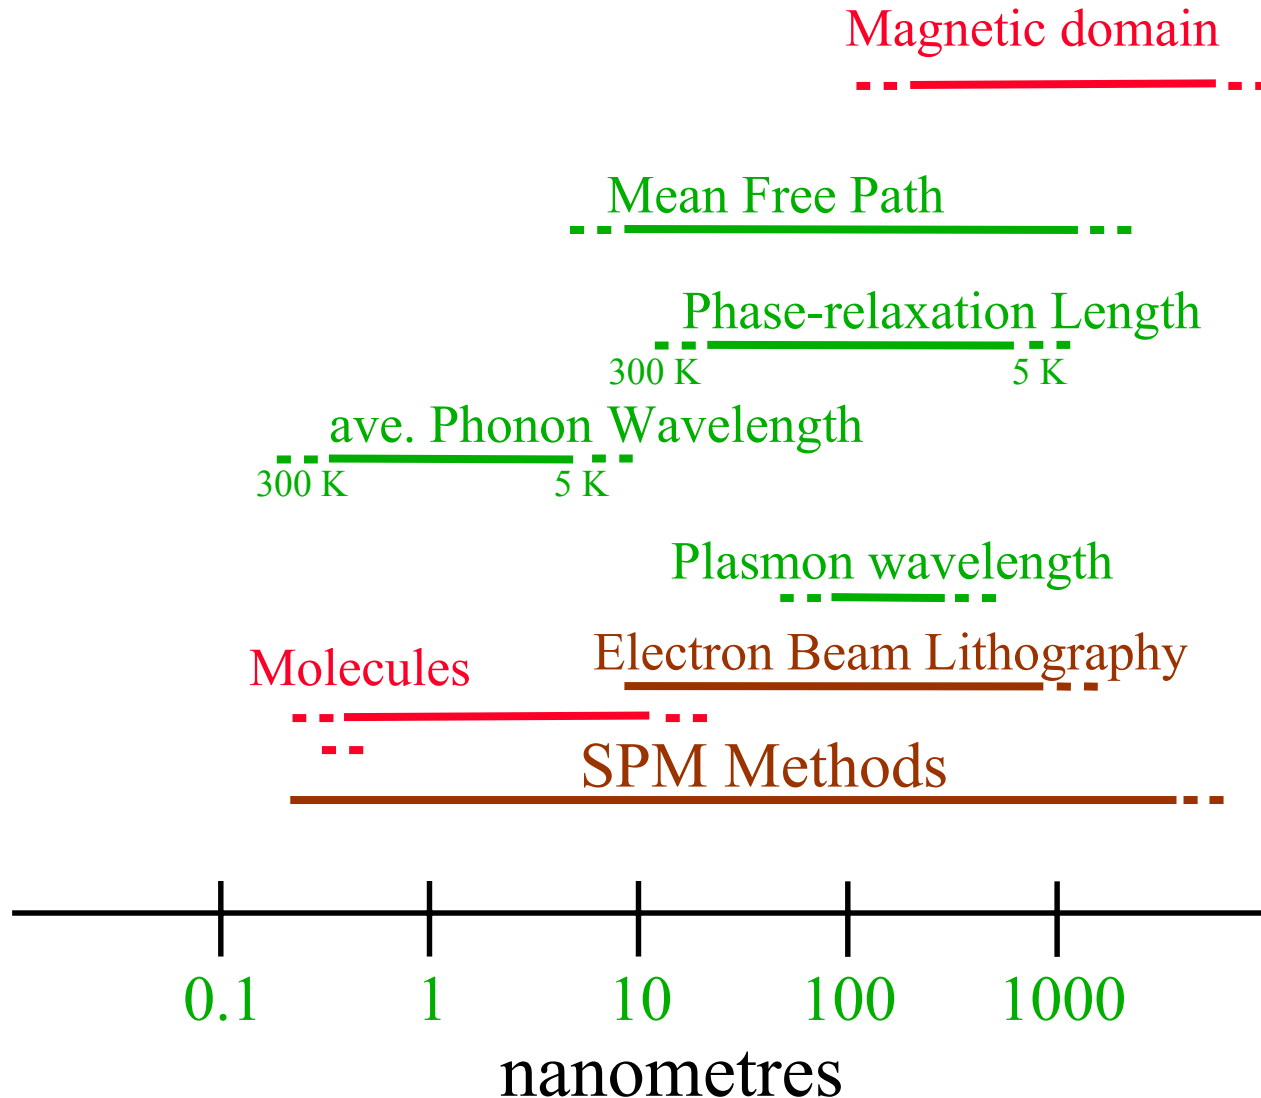 Magnetic domain
Mean Free Path
Phase-relaxation Length
300 K 5 K
ave. Phonon Wavelength
300 K 5 K
Plasmon wavelength
Electron Beam Lithography
Molecules
SPM Methods
0.1 1 10 100 1000
nanometres